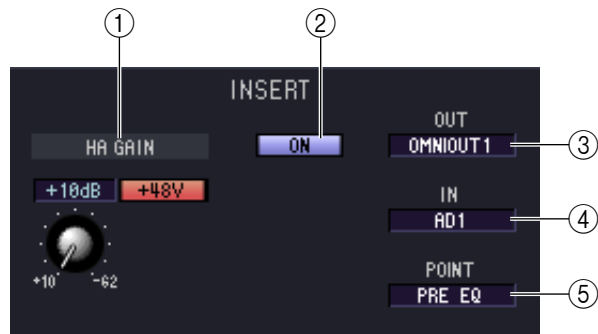 ① ②
INSERT
HA GAIN
ON
OUT
OMNIOUT1
③
+10dB
+48V
IN
AD1
④
+10 -62
POINT
PRE EQ
⑤